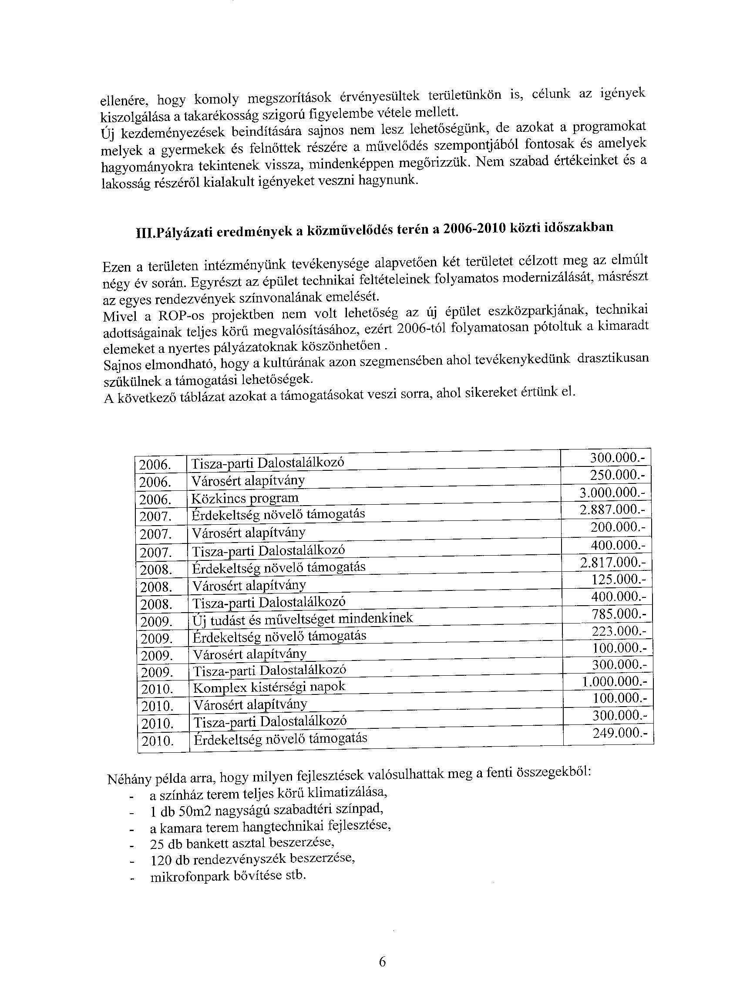 ellenére, hogy komoly megszorítások érvényesültek területünkön is, célunk az igények
kiszolgálása a takarékosság szigorú figyelembe vétele mellett.
Új kezdeményezések beindítására sajnos nem lesz lehetőségünk, de azokat a programokat
melyek a gyermekek és felnőttek részére a művelődés szempontjából fontosak és amelyek
hagyományokra tekintenek vissza, mindenképpen megőrizzük. Nem szabad értékeinket és a
lakosság részéről kialakult igényeket veszni hagynunk.
III.Pályázati eredmények a közművelődés terén a 2006-2010 közti időszakban
Ezen a területen intézményünk tevékenysége alapvetően két területet célzott meg az elmúlt
négy év során. Egyrészt az épület technikai feltételeinek folyamatos modernizálását, másrészt
az egyes rendezvények színvonalának emelését.
Mivel a ROP-os projektben nem volt lehetőség az új épület eszközparkjának, technikai
adottságainak teljes körű megvalósításához, ezért 2006-tól folyamatosan pótoltuk a kimaradt
elemeket a nyertes pályázatoknak köszönhetően .
Sajnos elmondható, hogy a kultúrának azon szegmensében ahol tevékenykedünk drasztikusan
szűkülnek a támogatási lehetőségek.
A következő táblázat azokat a támogatásokat veszi sorra, ahol sikereket értünk el.
2006. Tisza-parti Dalostalálkozó 300.000.-
2006. Városért alapítvány 250.000.-
2006. Közkincs program 3.000.000.-
2007. Érdekeltség növelő támogatás 2.887.000.-
2007. Városért alapítvány 200.000.-
2007. Tisza-parti Dalostalálkozó 400.000.-
2008. Érdekeltség növelő támogatás 2.817.000.-
2008. Városért alapítvány 125.000.-
2008. Tisza-parti Dalostalálkozó 400.000.-
2009. Új tudást és műveltséget mindenkinek 785.000.-
2009. Érdekeltség növelő támogatás 223.000.-
2009. Városért alapítvány 100.000.-
2009. Tisza-parti Dalostalálkozó 300.000.-
2010. Komplex kistérségi napok 1.000.000.-
2010. Városért alapítvány 100.000.-
2010. Tisza-parti Dalostalálkozó 300.000.-
2010. Érdekeltség növelő támogatás 249.000.-
Néhány példa arra, hogy milyen fejlesztések valósulhattak meg a fenti összegekből:
- a színház terem teljes körű klimatizálása,
- 1 db 50m2 nagyságú szabadtéri színpad,
- a kamara terem hangtechnikai fejlesztése,
- 25 db bankett asztal beszerzése,
- 120 db rendezvényszék beszerzése,
- mikrofonpark bővítése stb.
6